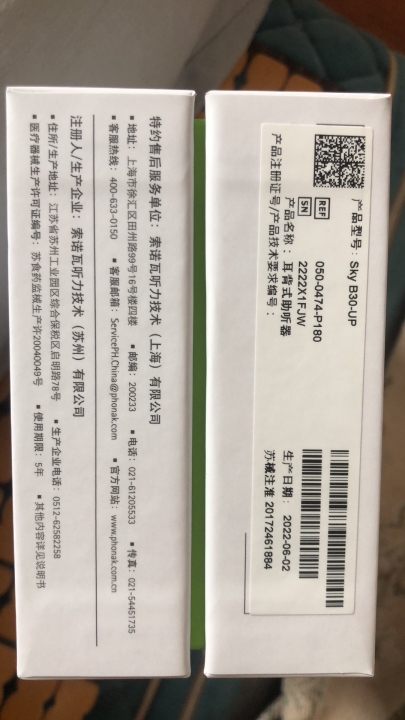 产品型号：Sky B30-UP
REF 050-0474-P180
SN 2222X1FJW
产品名称：耳背式助听器
产品注册证号/产品技术要求编号：
生产日期：2022-06-02
苏械注准 20172461884
特约售后服务单位：索诺瓦听力技术（上海）有限公司
▪ 地址：上海市徐汇区田州路99号16号楼四楼 ▪ 邮编：200233 ▪ 电话：021-61205533 ▪ 传真：021-54451735
▪ 客服热线：400-633-0150 ▪ 客服邮箱：ServicePH.China@phonak.com ▪ 官方网站：www.phonak.com.cn
注册人/生产企业：索诺瓦听力技术（苏州）有限公司
▪ 住所/生产地址：江苏省苏州工业园区综合保税区启明路78号 ▪ 生产企业电话：0512-62582258
▪ 医疗器械生产许可证编号：苏食药监械生产许20040049号 ▪ 使用期限：5年 ▪ 其他内容详见说明书